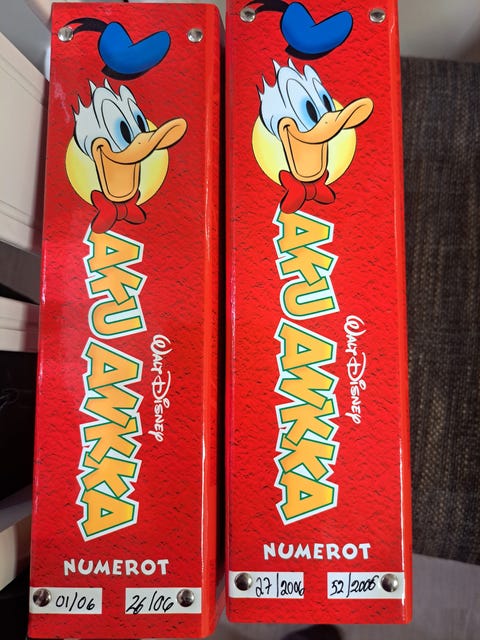 AKU ANKKA
WALT DISNEY
NUMEROT
01/06 26/06
AKU ANKKA
WALT DISNEY
NUMEROT
27/2006 52/2006